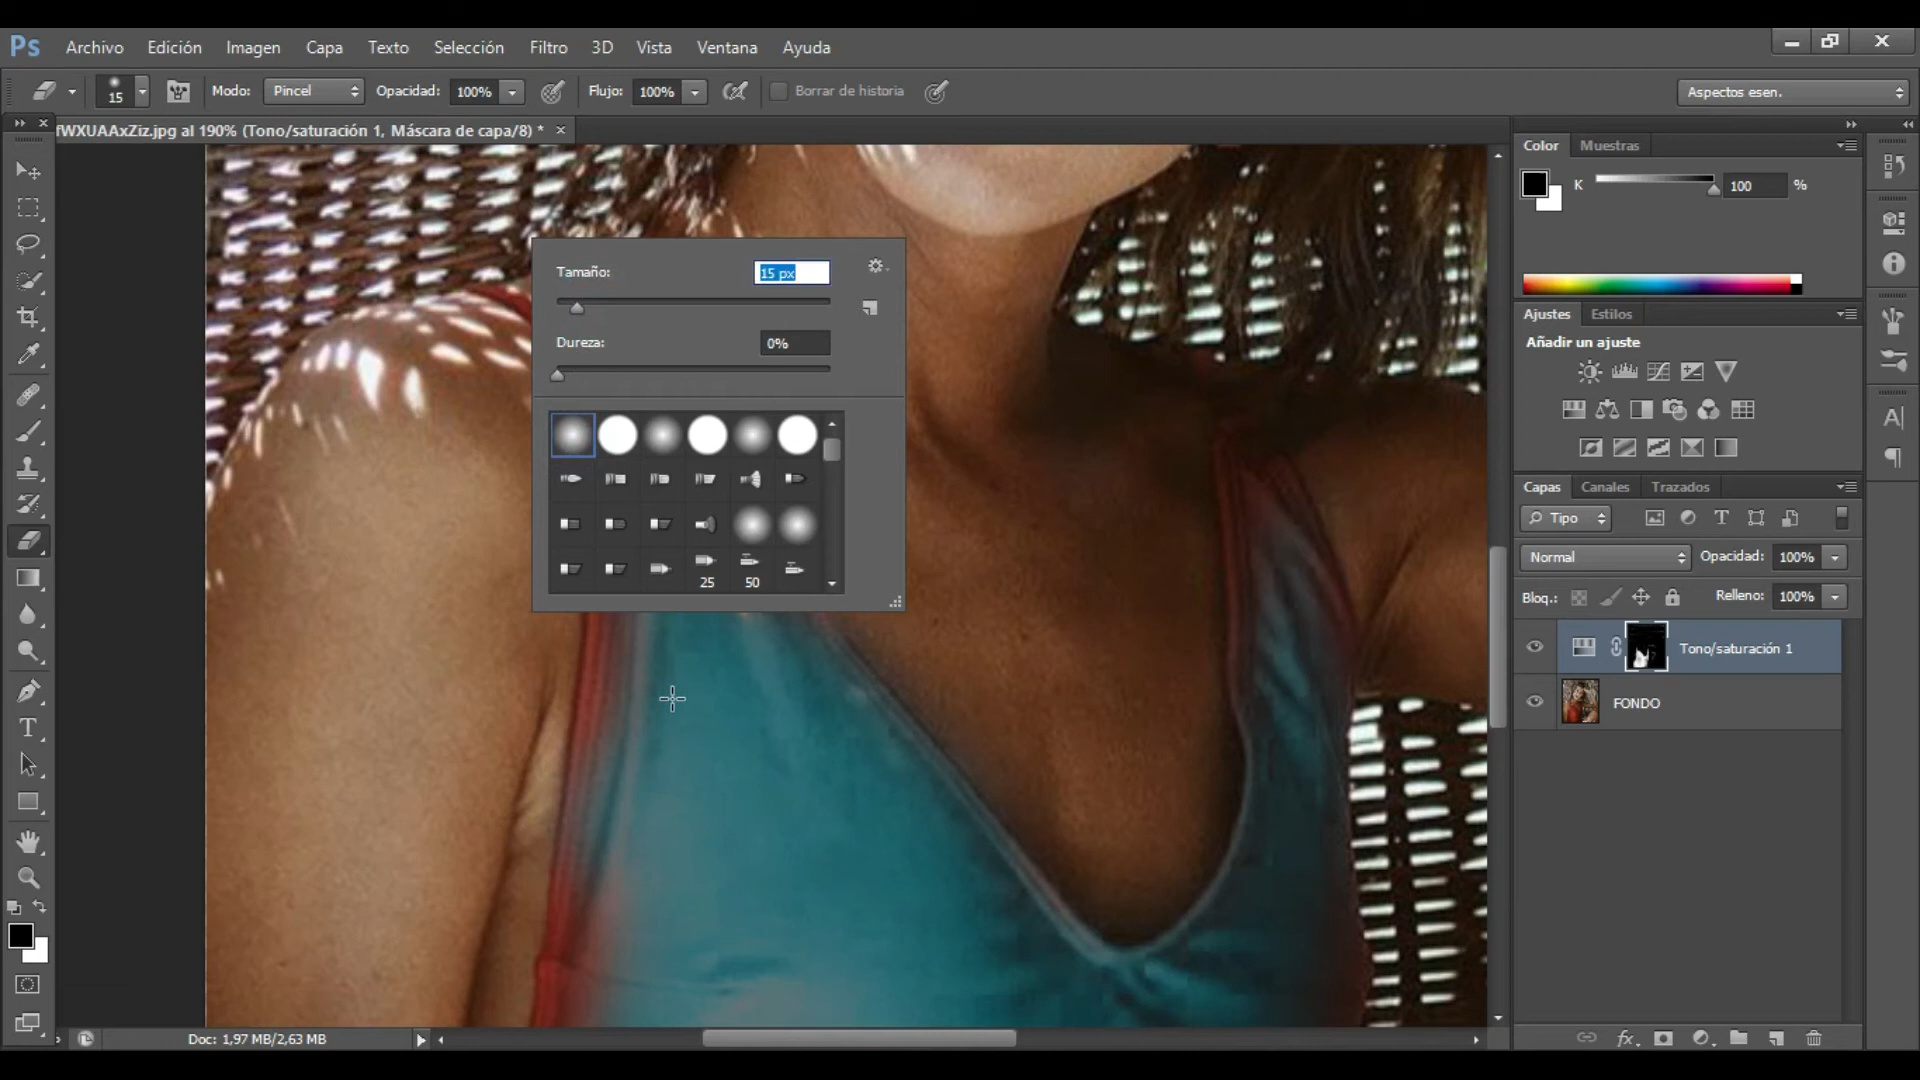 Ps Archivo Edición Imagen Capa Texto Selección Filtro 3D Vista Ventana Ayuda
15 Modo: Pincel Opacidad: 100% Flujo: 100% Borrar de historia Aspectos esen.
fWXUAAxZiz.jpg al 190% (Tono/saturación 1, Máscara de capa/8) *
Color Muestras
K 100 %
Tamaño: 15 px
Dureza: 0%
25 50
Ajustes Estilos
Añadir un ajuste
Capas Canales Trazados
Tipo
Normal Opacidad: 100%
Bloq.: Relleno: 100%
Tono/saturación 1
FONDO
Doc: 1,97 MB/2,63 MB